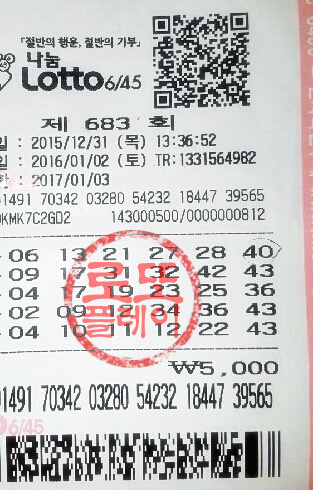 「절반의 행운, 절반의 기부」
나눔
Lotto 6/45
제 683 회
일 : 2015/12/31 (목) 13:36:52
일 : 2016/01/02 (토) TR:1331564982
: 2017/01/03
01491 70342 03280 54232 18447 39565
0KMK7C2GD2 143000500/0000000812
06 13 21 27 28 40
09 17 31 32 42 43
04 17 19 23 25 36
02 09 12 34 36 43
04 10 11 12 22 43
로또
플레이
₩5,000
01491 70342 03280 54232 18447 39565
6/45